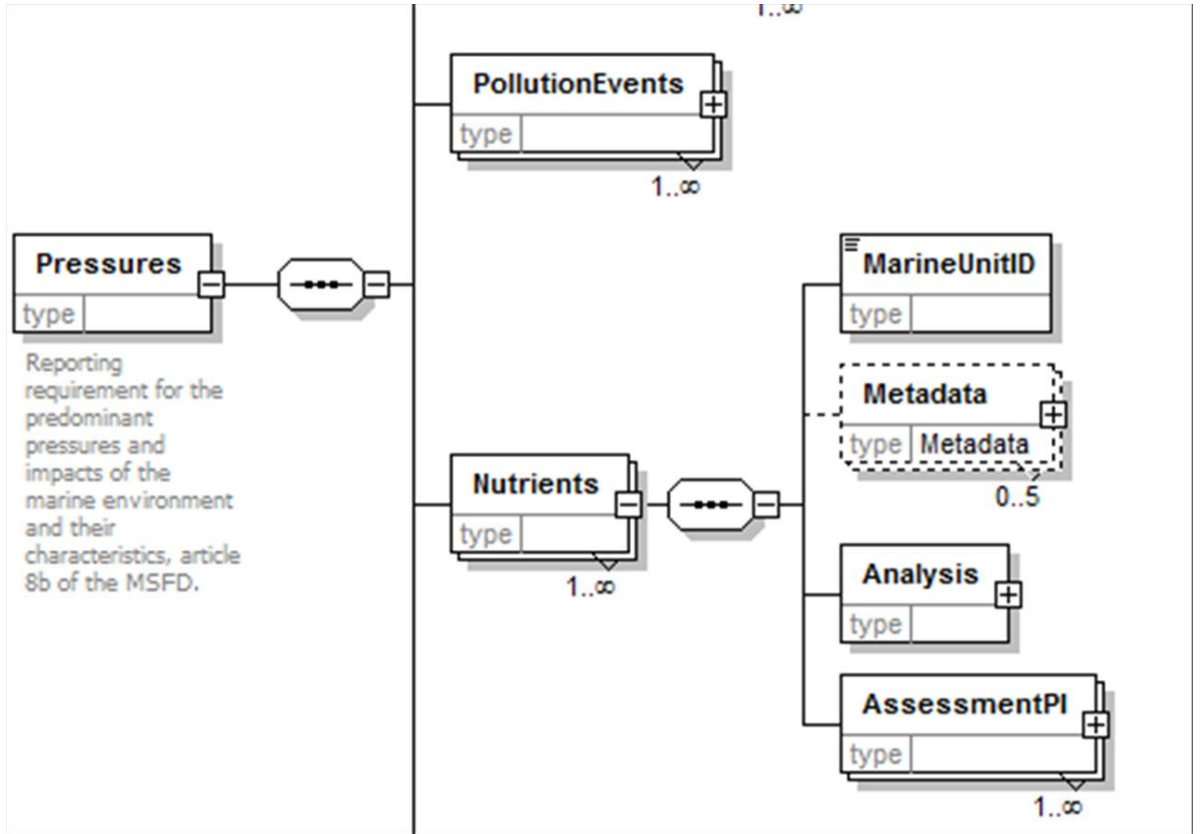 1..∞
PollutionEvents
type
1..∞
Pressures
type
Reporting
requirement for the
predominant
pressures and
impacts of the
marine environment
and their
characteristics, article
8b of the MSFD.
Nutrients
type
1..∞
MarineUnitID
type
Metadata
type Metadata
0..5
Analysis
type
AssessmentPI
type
1..∞